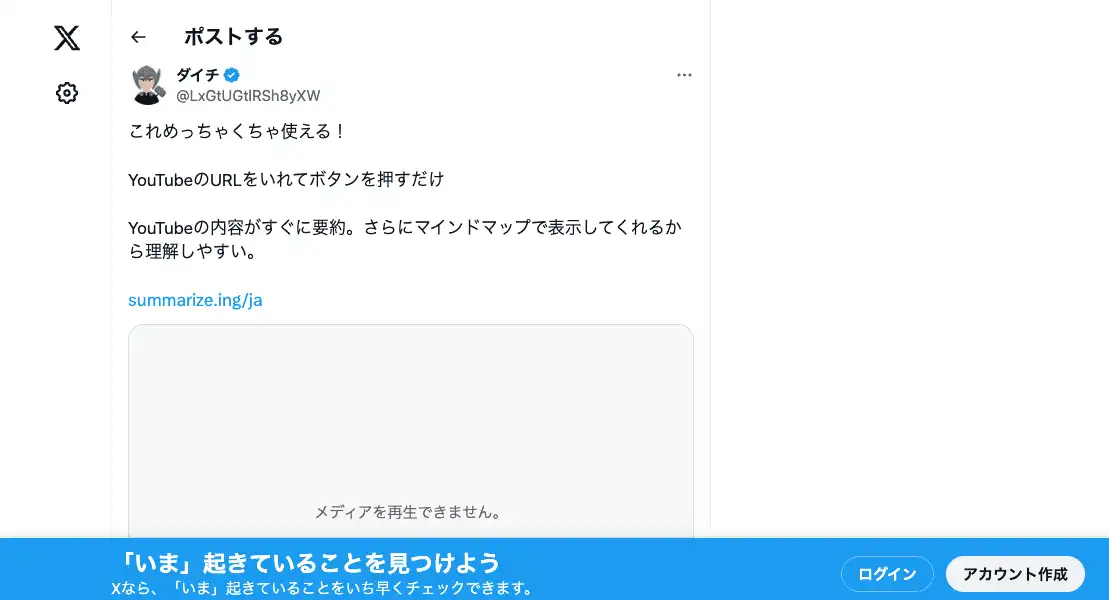 ポストする
ダイチ
@LxGtUGtIRSh8yXW
これめっちゃくちゃ使える！
YouTubeのURLをいれてボタンを押すだけ
YouTubeの内容がすぐに要約。さらにマインドマップで表示してくれるか
ら理解しやすい。
summarize.ing/ja
メディアを再生できません。
「いま」起きていることを見つけよう
Xなら、「いま」起きていることをいち早くチェックできます。
ログイン
アカウント作成